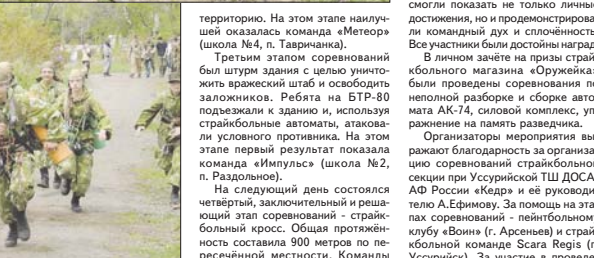 территорию. На этом этапе наилуч-
шей оказалась команда «Метеор»
(школа №4, п. Тавричанка).
Третьим этапом соревнований
был штурм здания с целью уничто-
жить вражеский штаб и освободить
заложников. Ребята на БТР-80
подъезжали к зданию и, используя
страйкбольные автоматы, атакова-
ли условного противника. На этом
этапе первый результат показала
команда «Импульс» (школа №2,
п. Раздольное).
На следующий день состоялся
четвёртый, заключительный и реша-
ющий этап соревнований - страйк-
больный кросс. Общая протяжён-
ность составила 900 метров по пе-
ресечённой местности. Команды
смогли показать не только личные
достижения, но и продемонстрирова-
ли командный дух и сплочённость.
Все участники были достойны наград.
В личном зачёте на призы страй-
кбольного магазина «Оружейка»
были проведены соревнования по
неполной разборке и сборке авто-
мата АК-74, силовой комплекс, уп-
ражнение на память разведчика.
Организаторы мероприятия вы-
ражают благодарность за организа-
цию соревнований страйкбольной
секции при Уссурийской ТШ ДОСА-
АФ России «Кедр» и её руководи-
телю А.Ефимову. За помощь на эта-
пах соревнований - пейнтбольному
клубу «Воин» (г. Арсеньев) и страй-
кбольной команде Scara Regis (г.
Уссурийск). За участие в проведе-